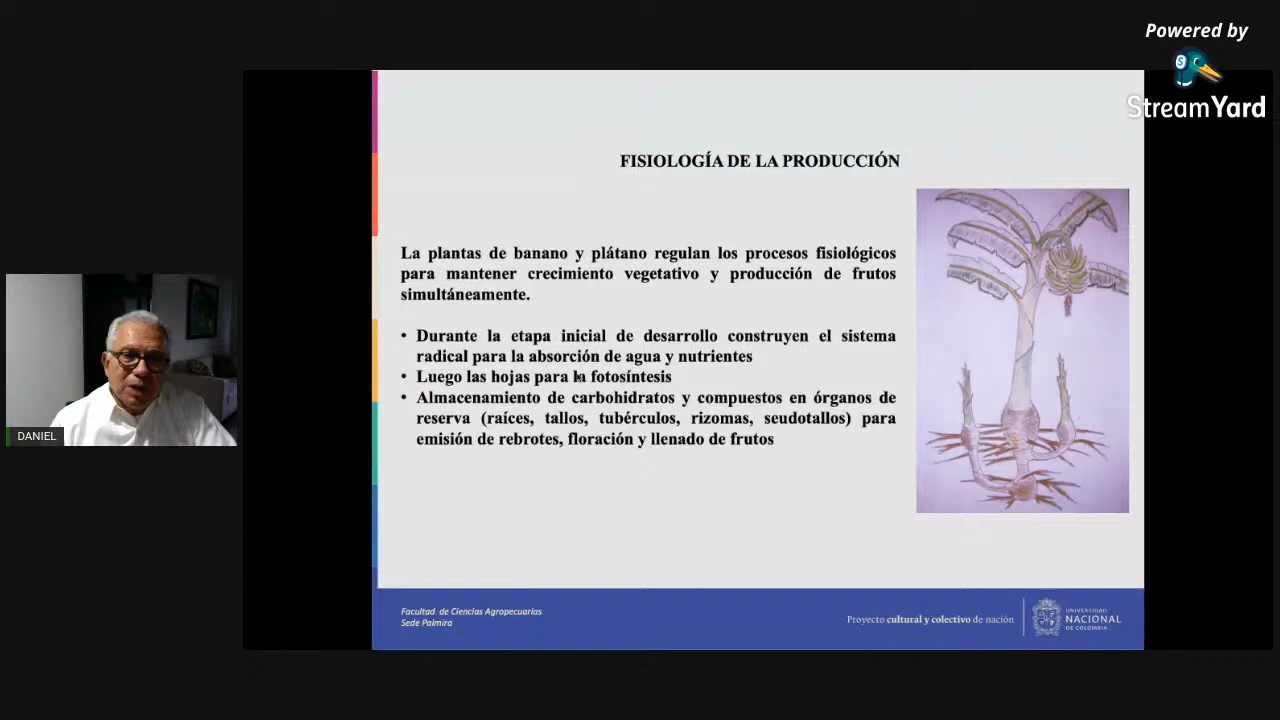 Powered by
StreamYard
FISIOLOGÍA DE LA PRODUCCIÓN
La plantas de banano y plátano regulan los procesos fisiológicos
para mantener crecimiento vegetativo y producción de frutos
simultáneamente.
• Durante la etapa inicial de desarrollo construyen el sistema
radical para la absorción de agua y nutrientes
• Luego las hojas para la fotosíntesis
• Almacenamiento de carbohidratos y compuestos en órganos de
reserva (raíces, tallos, tubérculos, rizomas, seudotallos) para
emisión de rebrotes, floración y llenado de frutos
DANIEL
Facultad de Ciencias Agropecuarias
Sede Palmira
Proyecto cultural y colectivo de nación
UNIVERSIDAD
NACIONAL
DE COLOMBIA